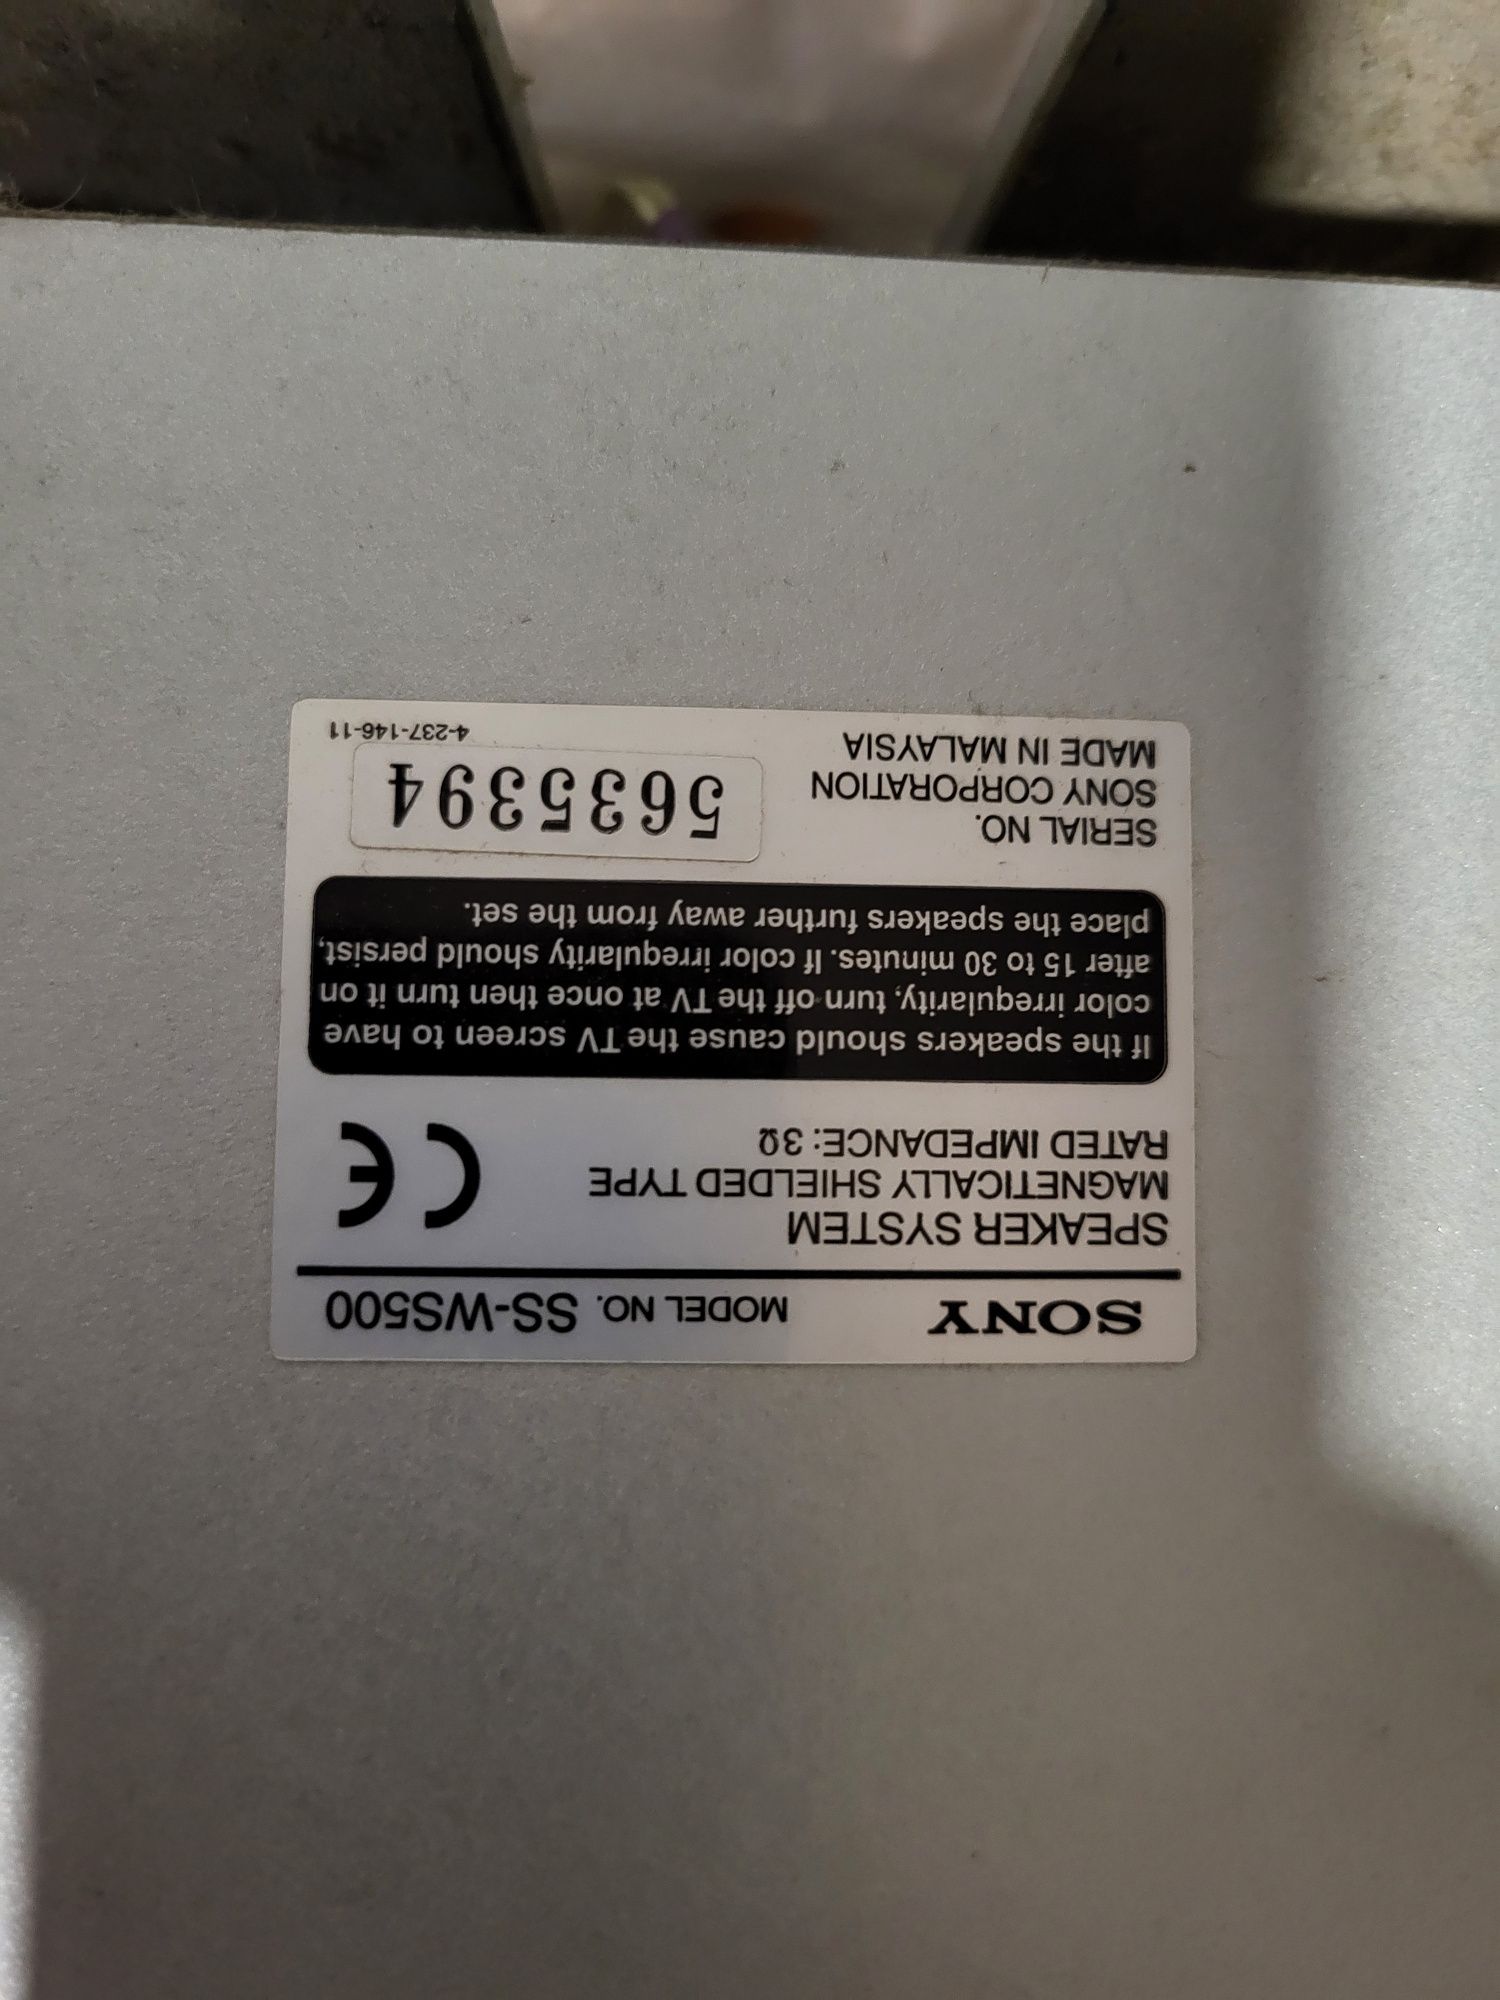 SONY MODEL NO. SS-WS500
SPEAKER SYSTEM
MAGNETICALLY SHIELDED TYPE
RATED IMPEDANCE: 3Ω
CE
If the speakers should cause the TV screen to have
color irregularity, turn off the TV at once then turn it on
after 15 to 30 minutes. If color irregularity should persist,
place the speakers further away from the set.
SERIAL NO. 5635394
SONY CORPORATION
MADE IN MALAYSIA
4-237-146-11